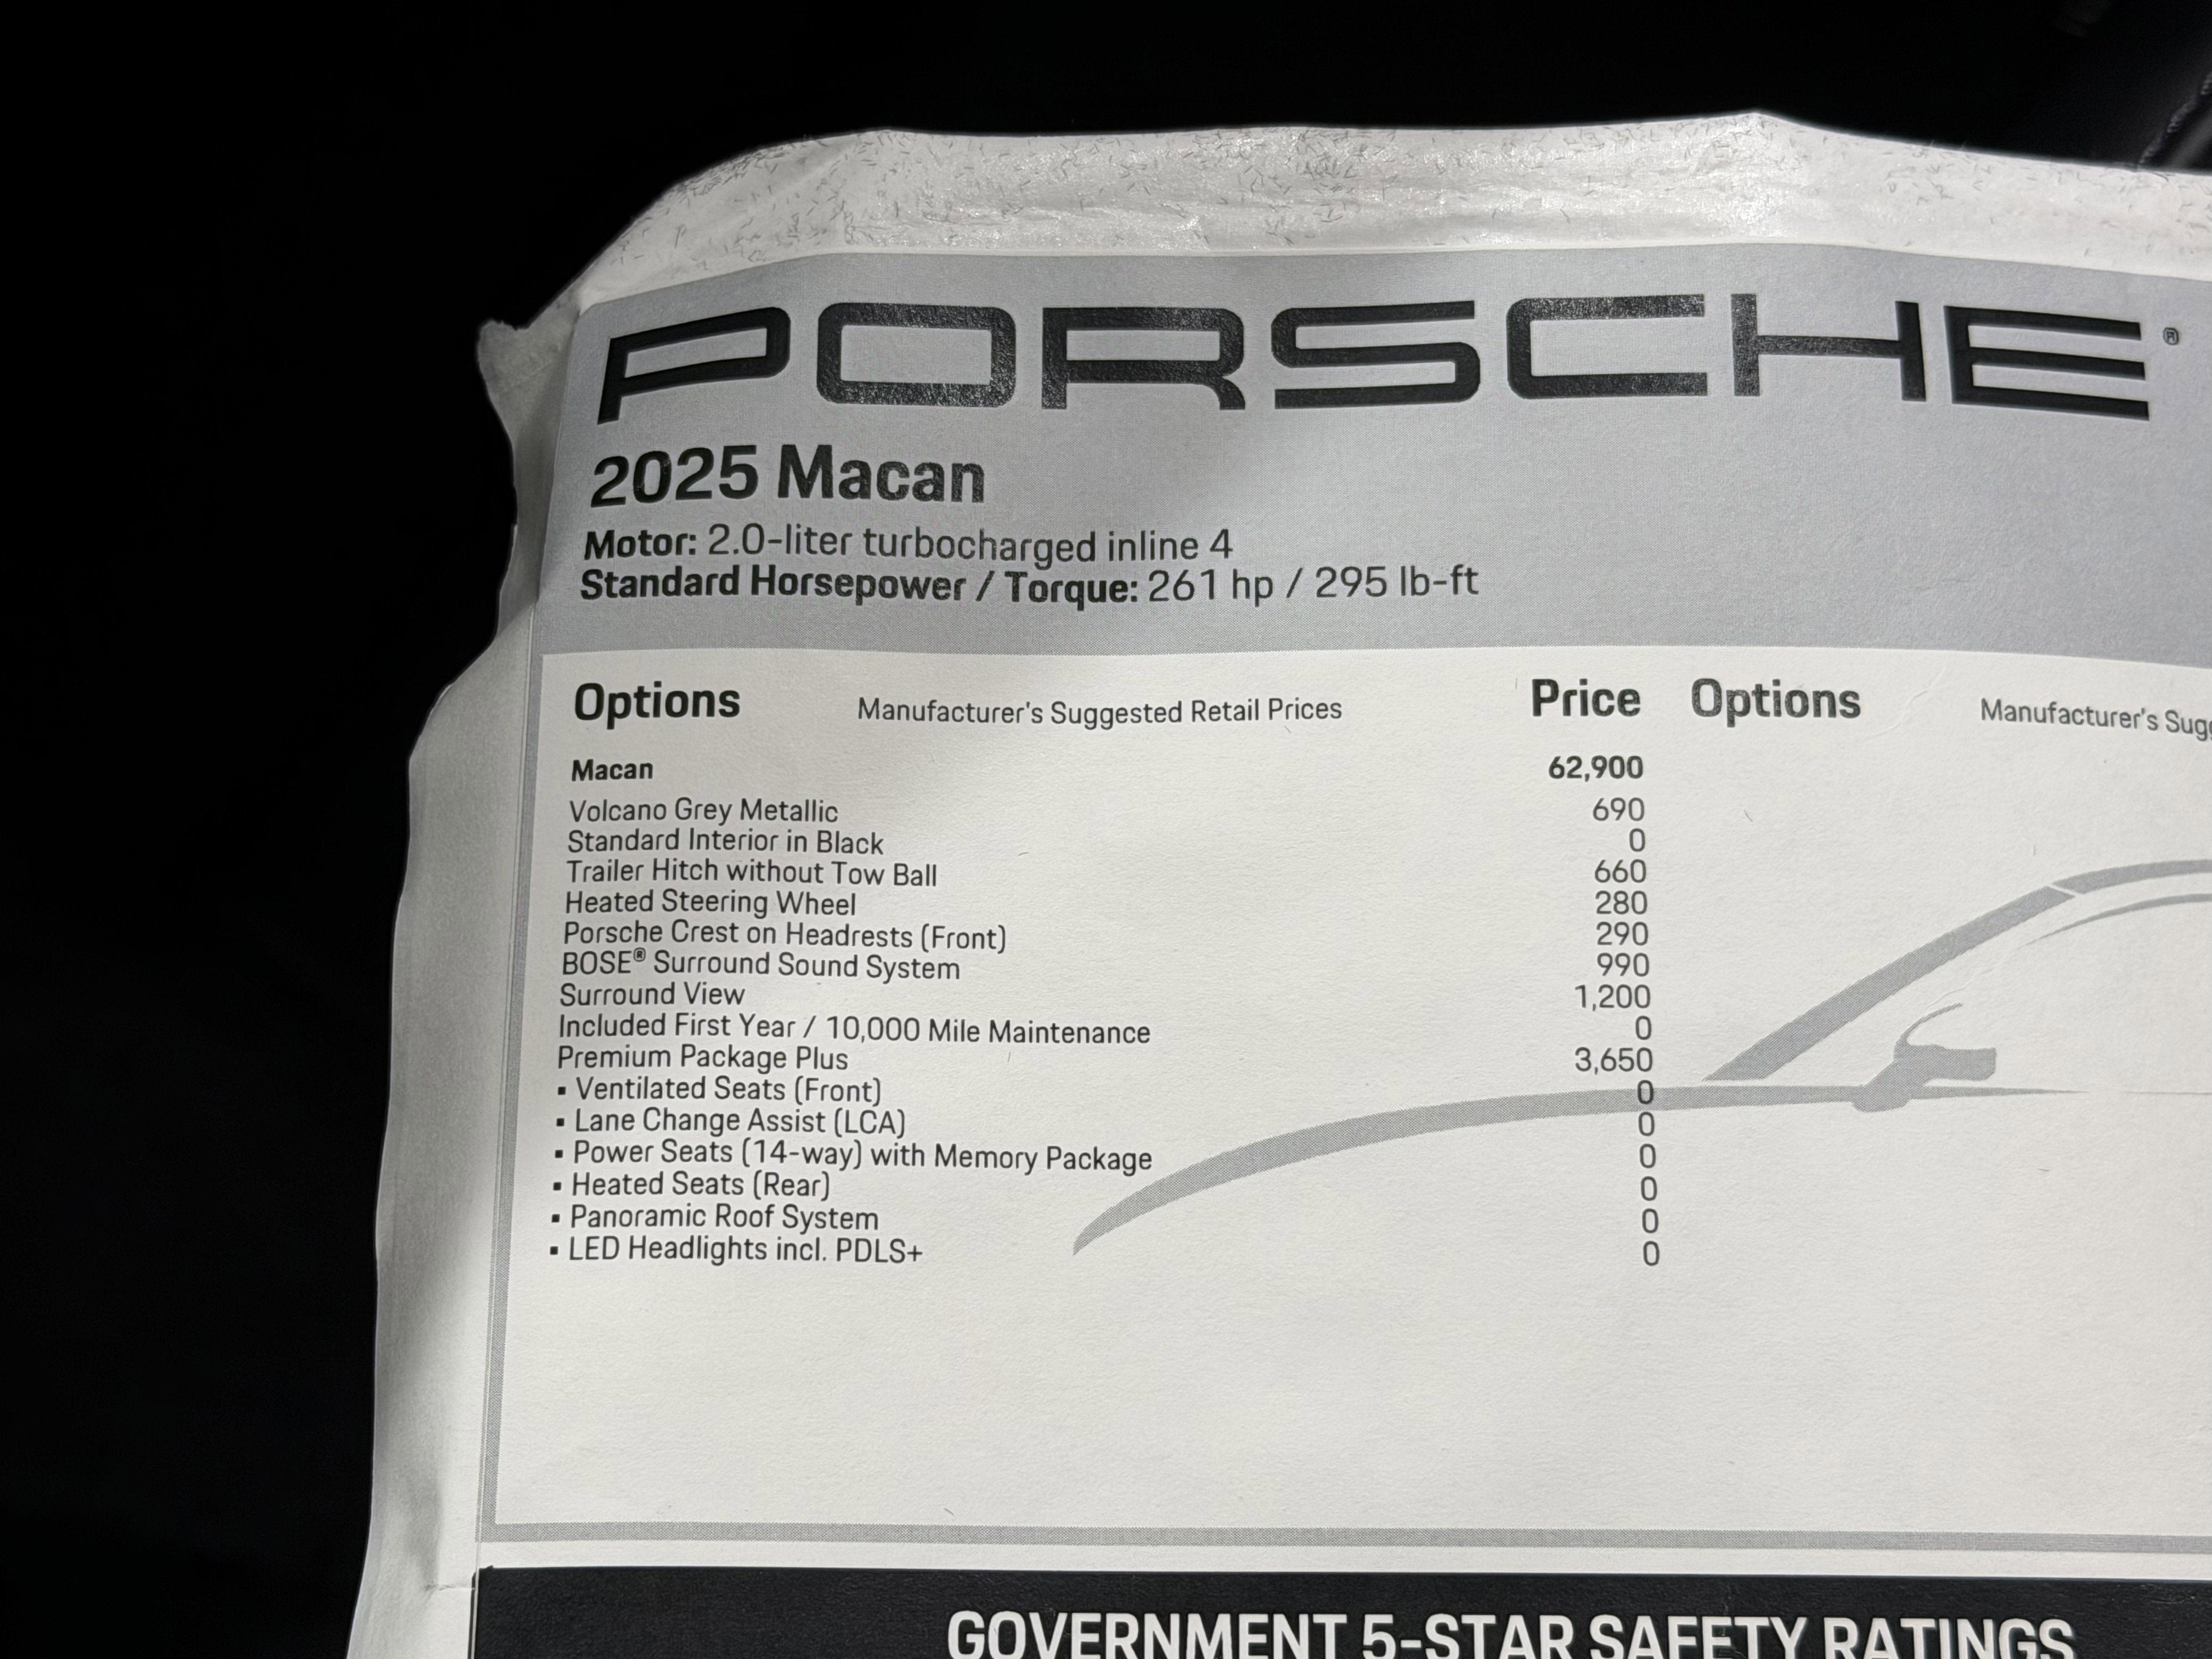 PORSCHE®
2025 Macan
Motor: 2.0-liter turbocharged inline 4
Standard Horsepower / Torque: 261 hp / 295 lb-ft
Options Manufacturer's Suggested Retail Prices Price Options Manufacturer's
Macan 62,900
Volcano Grey Metallic 690
Standard Interior in Black 0
Trailer Hitch without Tow Ball 660
Heated Steering Wheel 280
Porsche Crest on Headrests (Front) 290
BOSE® Surround Sound System 990
Surround View 1,200
Included First Year / 10,000 Mile Maintenance 0
Premium Package Plus 3,650
▪ Ventilated Seats (Front) 0
▪ Lane Change Assist (LCA) 0
▪ Power Seats (14-way) with Memory Package 0
▪ Heated Seats (Rear) 0
▪ Panoramic Roof System 0
▪ LED Headlights incl. PDLS+ 0
GOVERNMENT 5-STAR SAFETY RATINGS